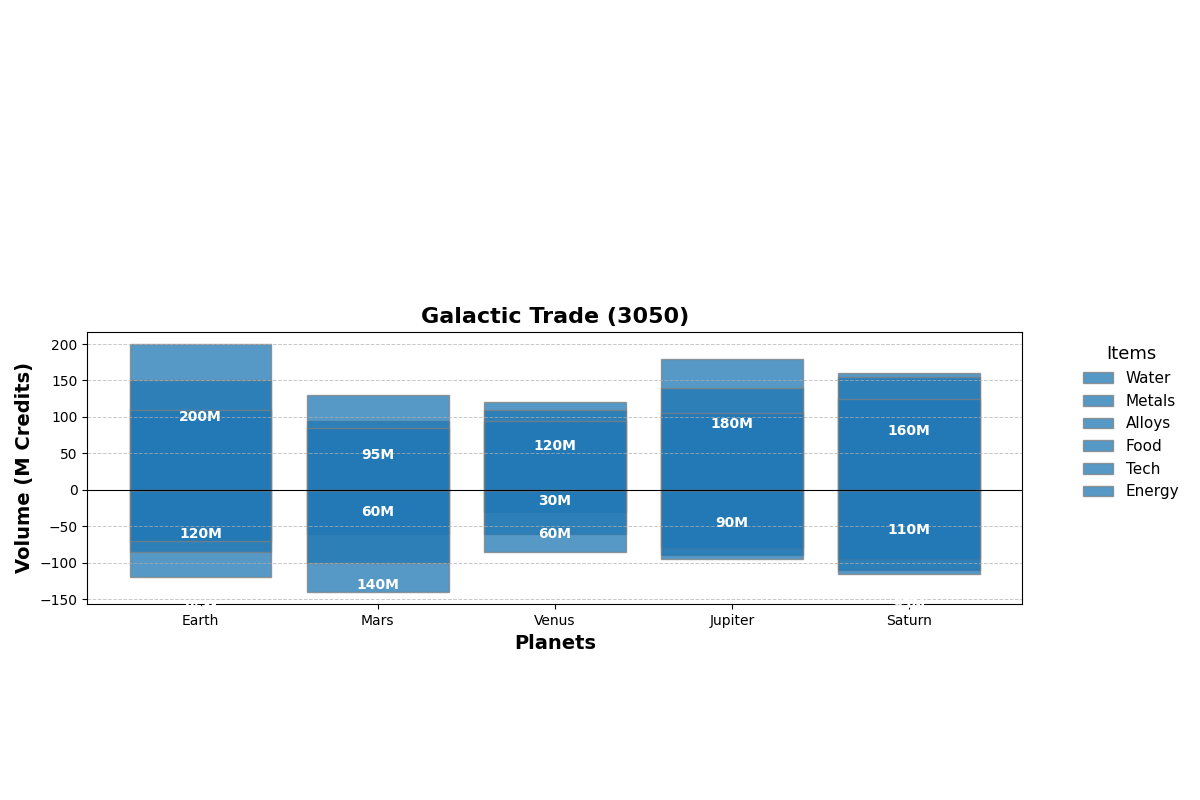 Galactic Trade (3050)
Volume (M Credits)
200
150
100
50
0
−50
−100
−150
200M
120M
95M
60M
140M
120M
30M
60M
180M
90M
160M
110M
Earth
Mars
Venus
Jupiter
Saturn
Planets
Items
Water
Metals
Alloys
Food
Tech
Energy